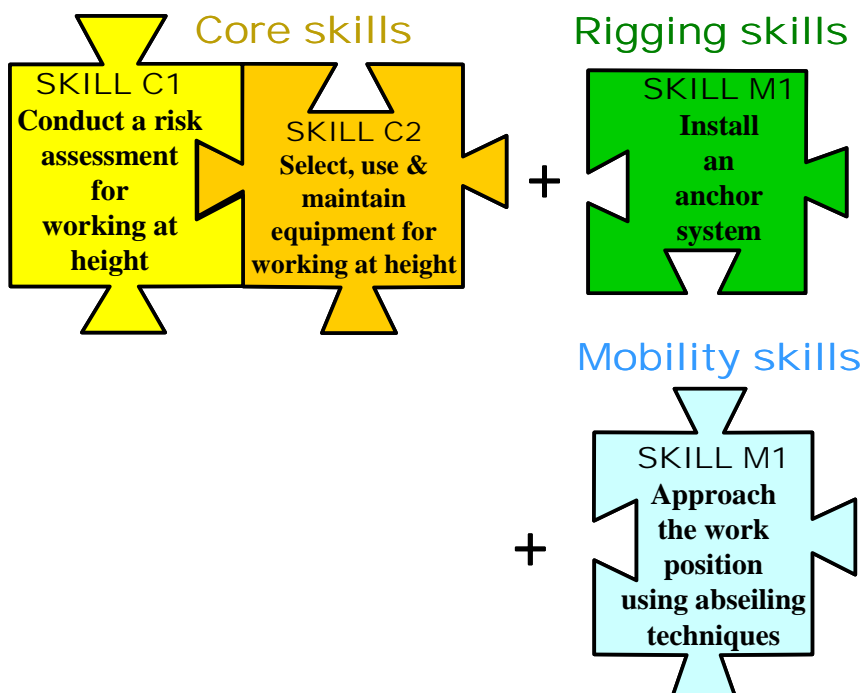 Core skills
SKILL C1
Conduct a risk
assessment
for
working at
height
SKILL C2
Select, use &
maintain
equipment for
working at height
+
Rigging skills
SKILL M1
Install
an
anchor
system
Mobility skills
+
SKILL M1
Approach
the work
position
using abseiling
techniques